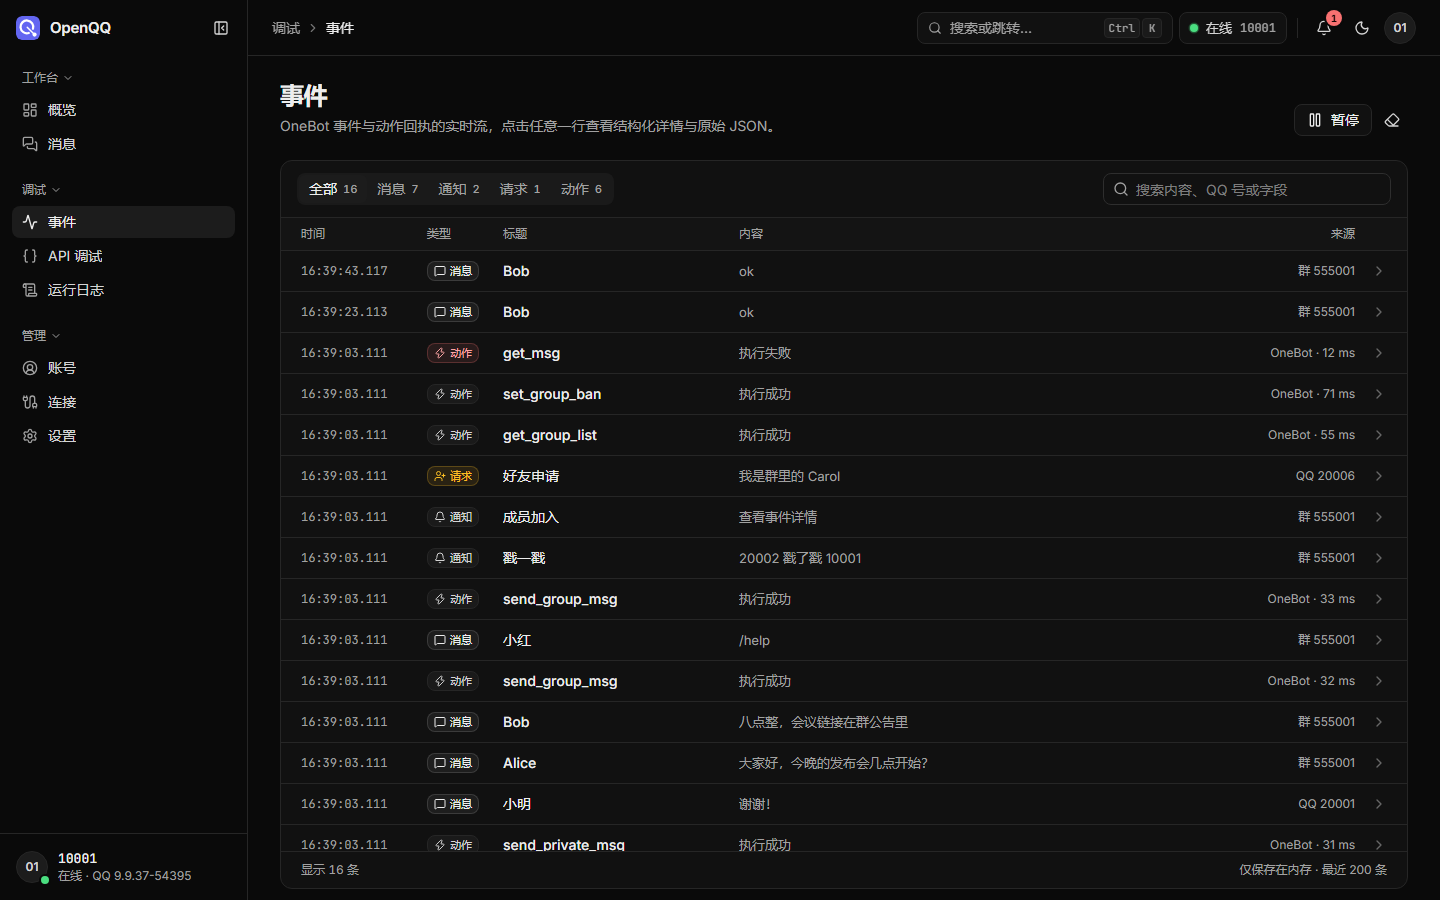 OpenQQ
工作台
概览
消息
调试
事件
API 调试
运行日志
管理
账号
连接
设置
01
10001
在线 · QQ 9.9.37-54395
调试 > 事件
搜索或跳转... Ctrl K
在线 10001
1
01
事件
OneBot 事件与动作回执的实时流，点击任意一行查看结构化详情与原始 JSON。
暂停
全部 16 消息 7 通知 2 请求 1 动作 6
搜索内容、QQ 号或字段
时间 类型 标题 内容 来源
16:39:43.117 消息 Bob ok 群 555001
16:39:23.113 消息 Bob ok 群 555001
16:39:03.111 动作 get_msg 执行失败 OneBot · 12 ms
16:39:03.111 动作 set_group_ban 执行成功 OneBot · 71 ms
16:39:03.111 动作 get_group_list 执行成功 OneBot · 55 ms
16:39:03.111 请求 好友申请 我是群里的 Carol QQ 20006
16:39:03.111 通知 成员加入 查看事件详情 群 555001
16:39:03.111 通知 戳一戳 20002 戳了戳 10001 群 555001
16:39:03.111 动作 send_group_msg 执行成功 OneBot · 33 ms
16:39:03.111 消息 小红 /help 群 555001
16:39:03.111 动作 send_group_msg 执行成功 OneBot · 32 ms
16:39:03.111 消息 Bob 八点整，会议链接在群公告里 群 555001
16:39:03.111 消息 Alice 大家好，今晚的发布会几点开始？ 群 555001
16:39:03.111 消息 小明 谢谢！ QQ 20001
16:39:03.111 动作 send_private_msg 执行成功 OneBot · 31 ms
显示 16 条 仅保存在内存 · 最近 200 条